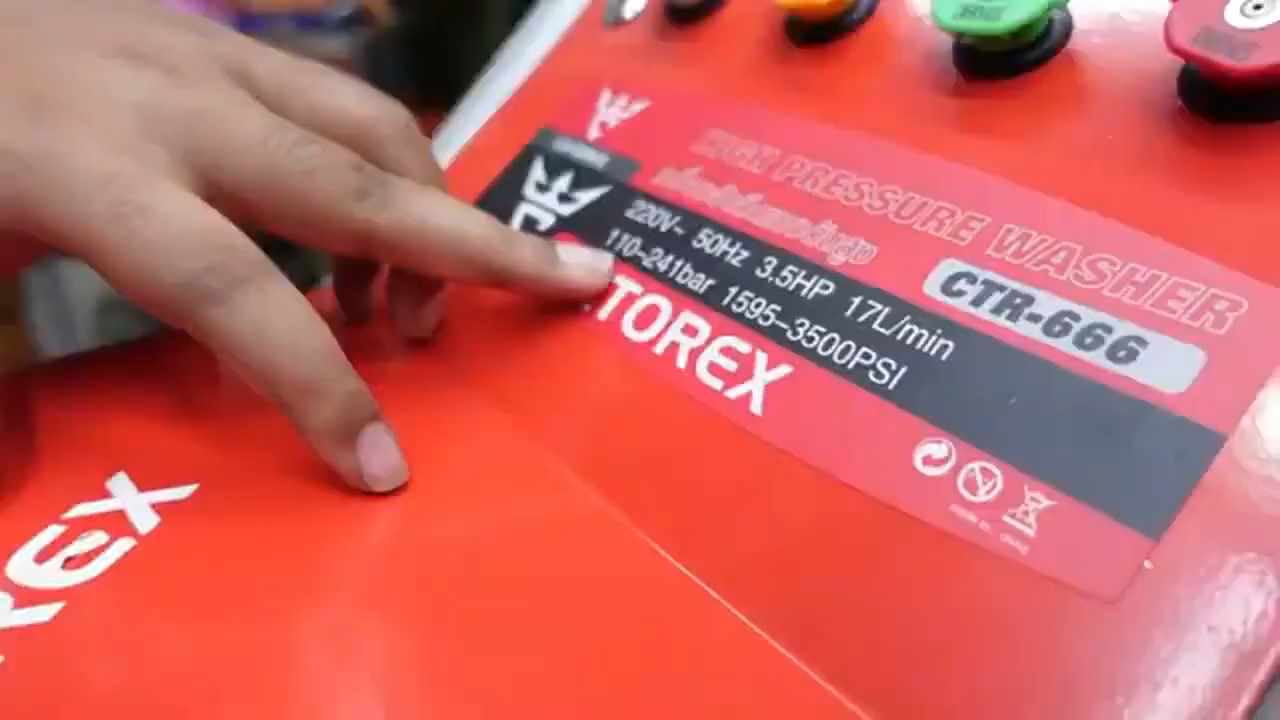 HIGH PRESSURE WASHER
CTR-666
220V~ 50Hz 3.5HP 17L/min
110-241bar 1595-3500PSI
TOREX
REX